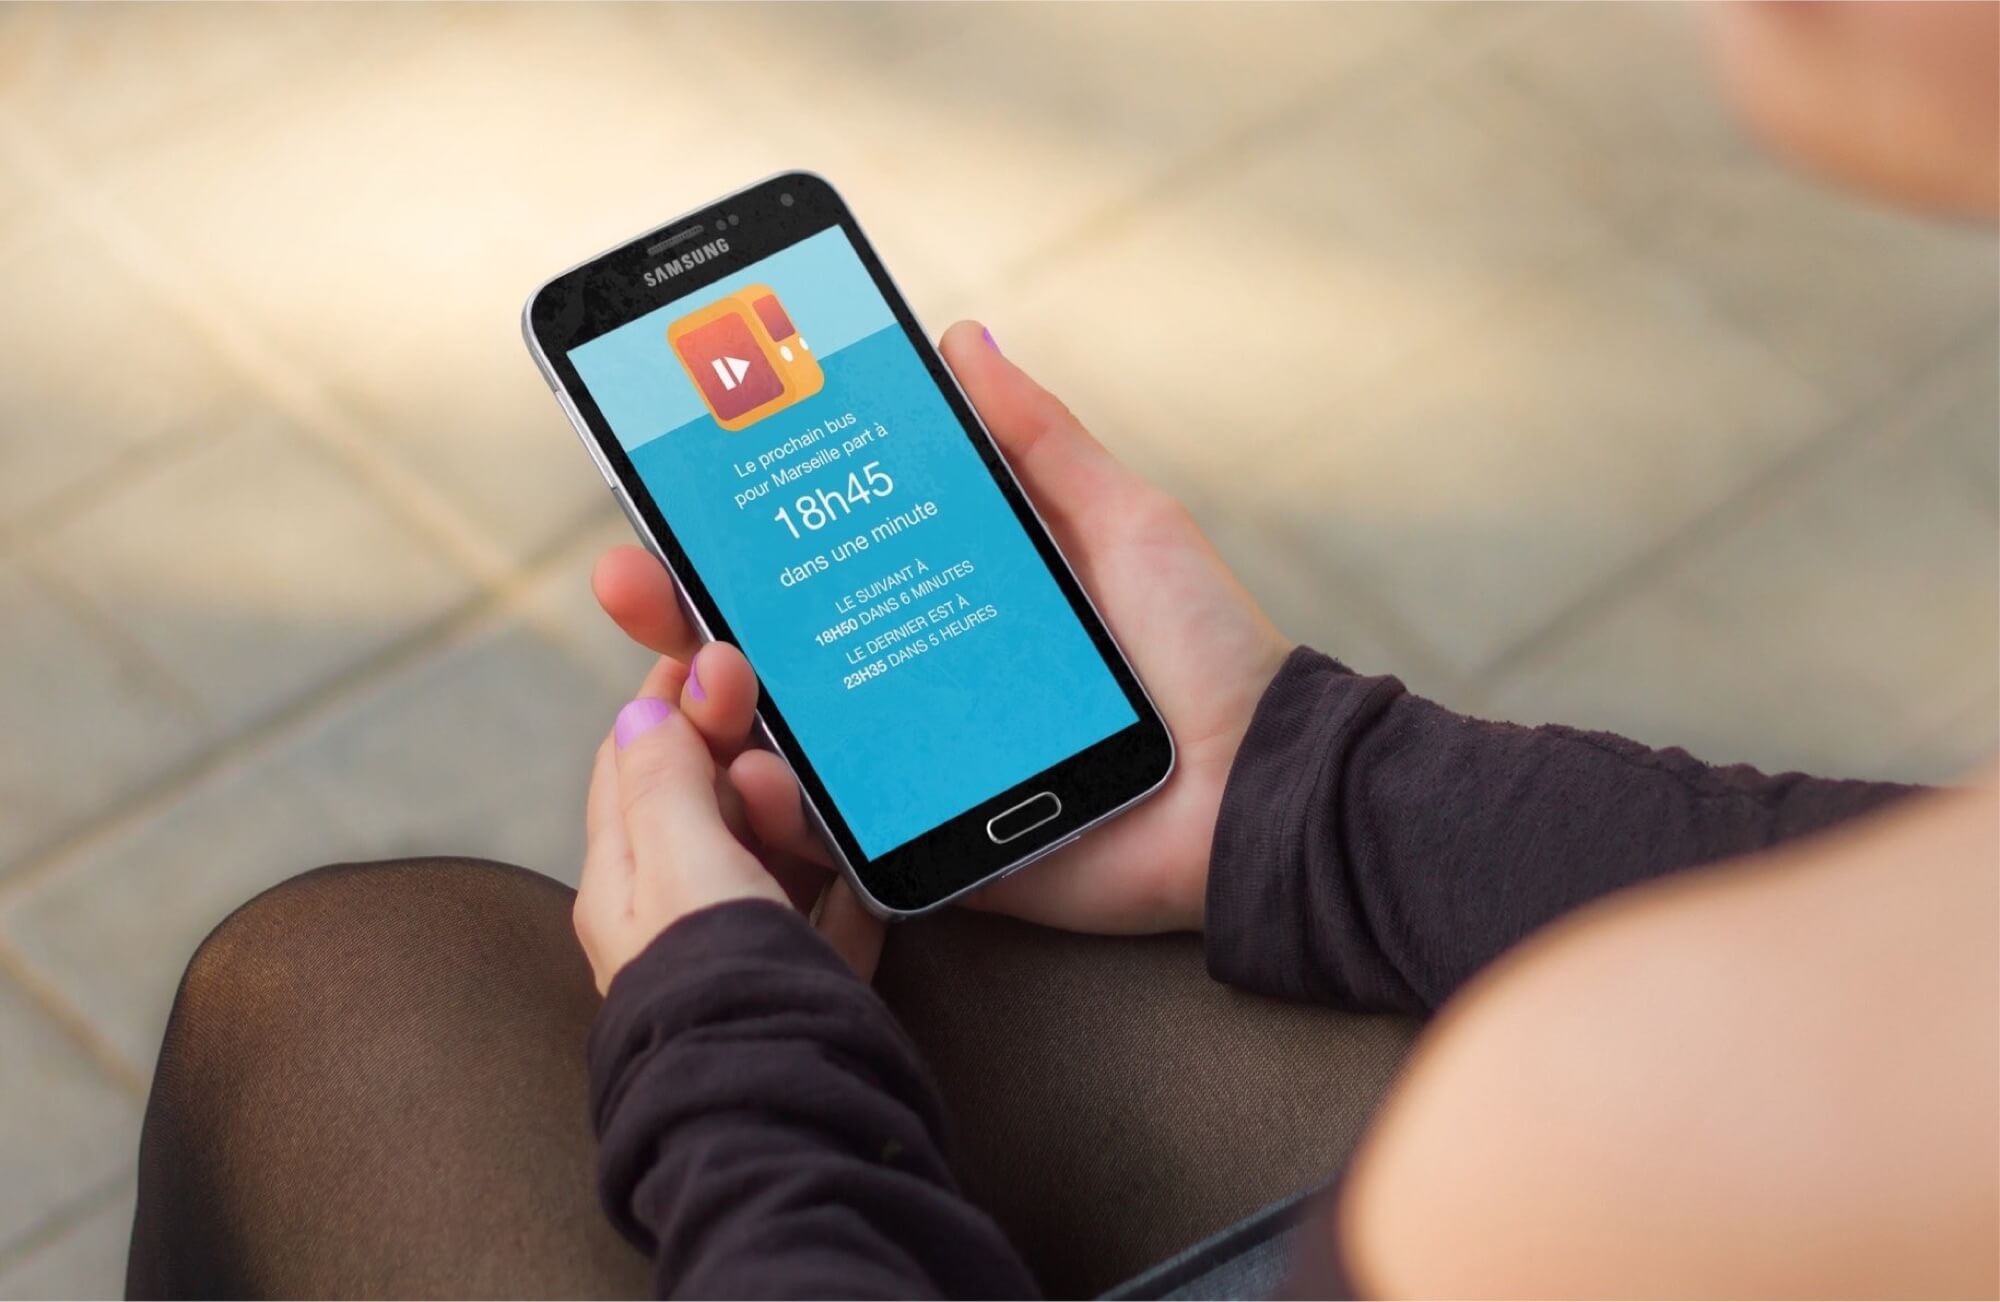 SAMSUNG
Le prochain bus
pour Marseille part à
18h45
dans une minute
LE SUIVANT À
18H50 DANS 6 MINUTES
LE DERNIER EST À
23H35 DANS 5 HEURES